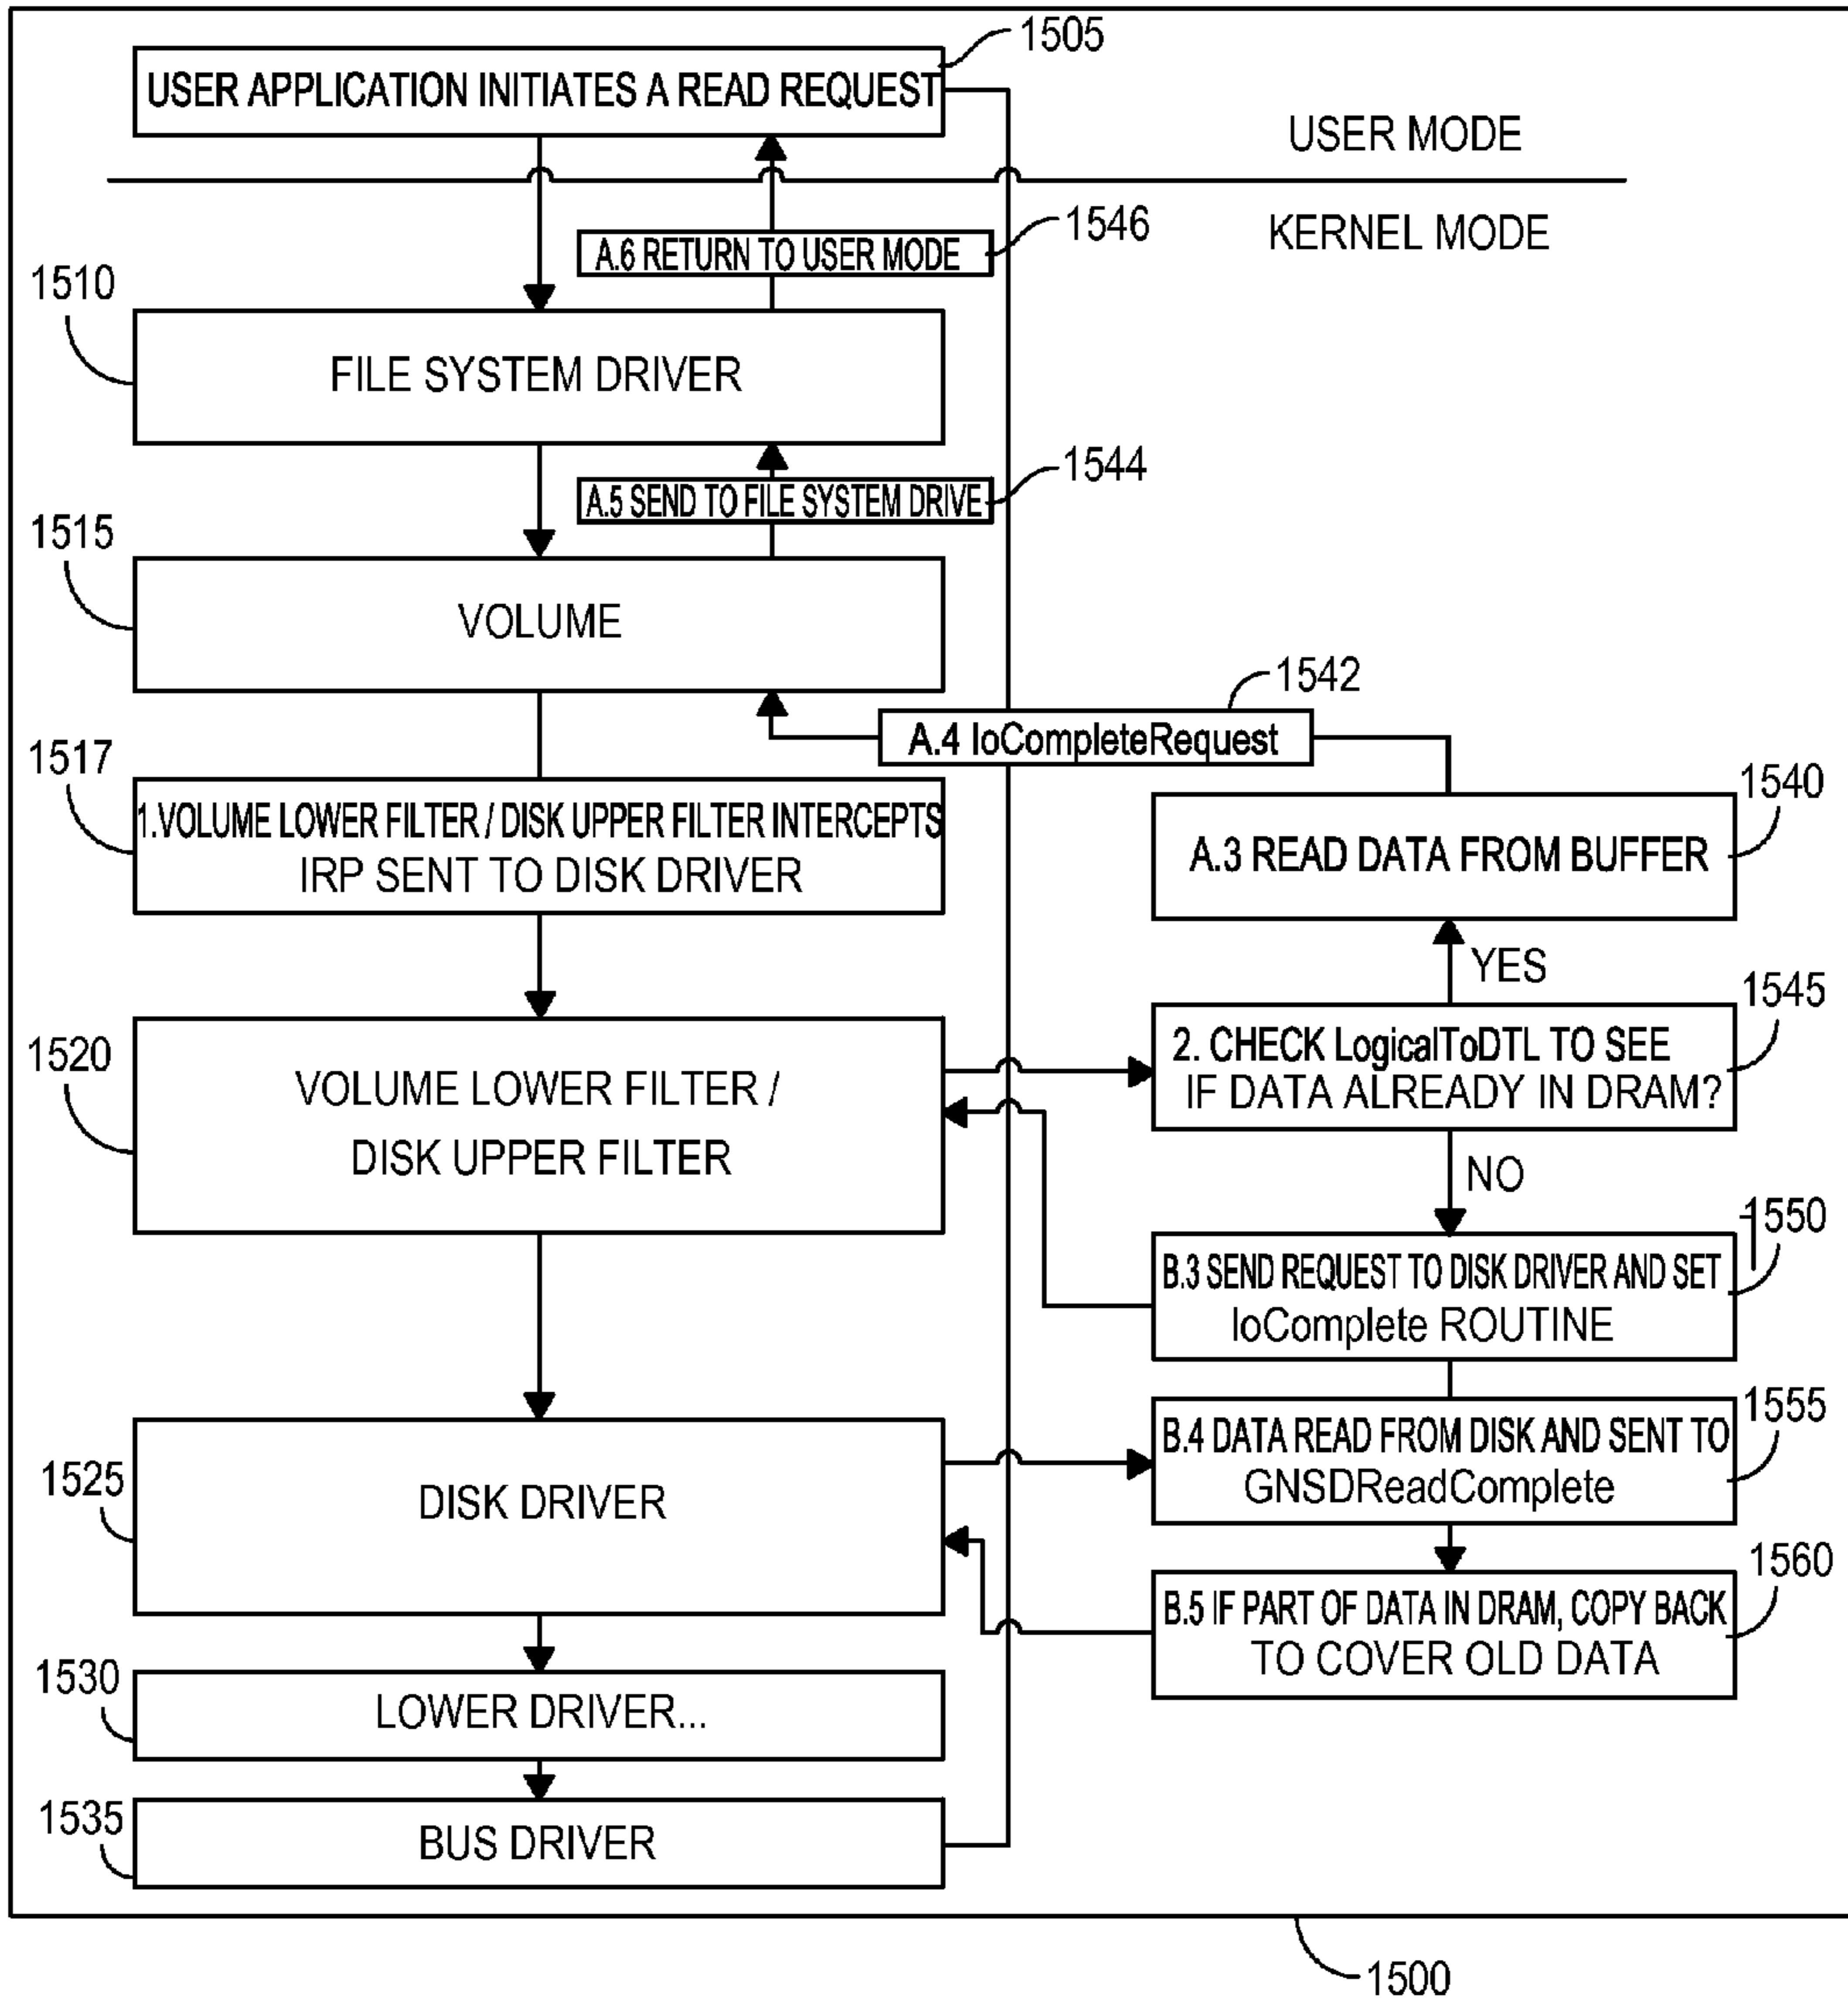 1505
USER APPLICATION INITIATES A READ REQUEST
USER MODE
1546
KERNEL MODE
A.6 RETURN TO USER MODE
1510
FILE SYSTEM DRIVER
1544
A.5 SEND TO FILE SYSTEM DRIVE
1515
VOLUME
1542
A.4 IoCompleteRequest
1517
1.VOLUME LOWER FILTER / DISK UPPER FILTER INTERCEPTS
IRP SENT TO DISK DRIVER
1540
A.3 READ DATA FROM BUFFER
YES
1545
2. CHECK LogicalToDTL TO SEE
IF DATA ALREADY IN DRAM?
1520
VOLUME LOWER FILTER /
DISK UPPER FILTER
NO
1550
B.3 SEND REQUEST TO DISK DRIVER AND SET
IoComplete ROUTINE
1555
B.4 DATA READ FROM DISK AND SENT TO
GNSDReadComplete
1525
DISK DRIVER
1560
B.5 IF PART OF DATA IN DRAM, COPY BACK
TO COVER OLD DATA
1530
LOWER DRIVER...
1535
BUS DRIVER
1500